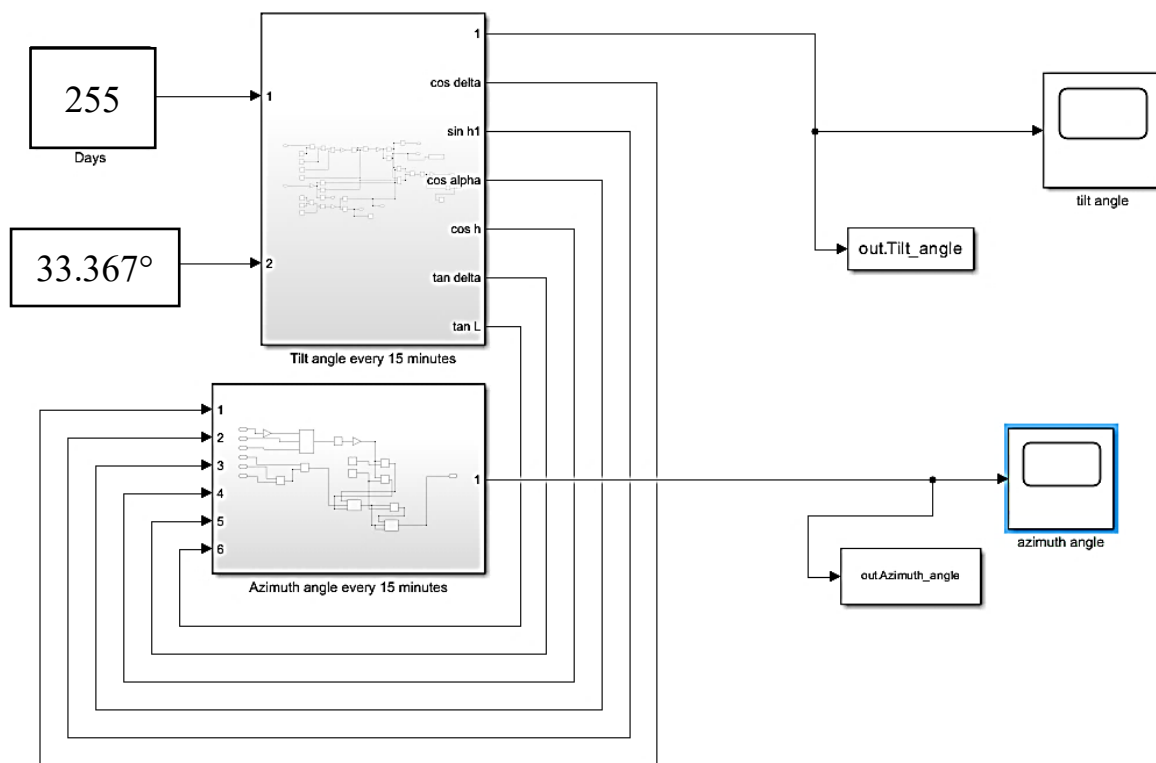 255
Days
33.367°
1
2
1
cos delta
sin h1
cos alpha
cos h
tan delta
tan L
Tilt angle every 15 minutes
tilt angle
out.Tilt_angle
1
2
3
4
5
6
1
Azimuth angle every 15 minutes
azimuth angle
out.Azimuth_angle